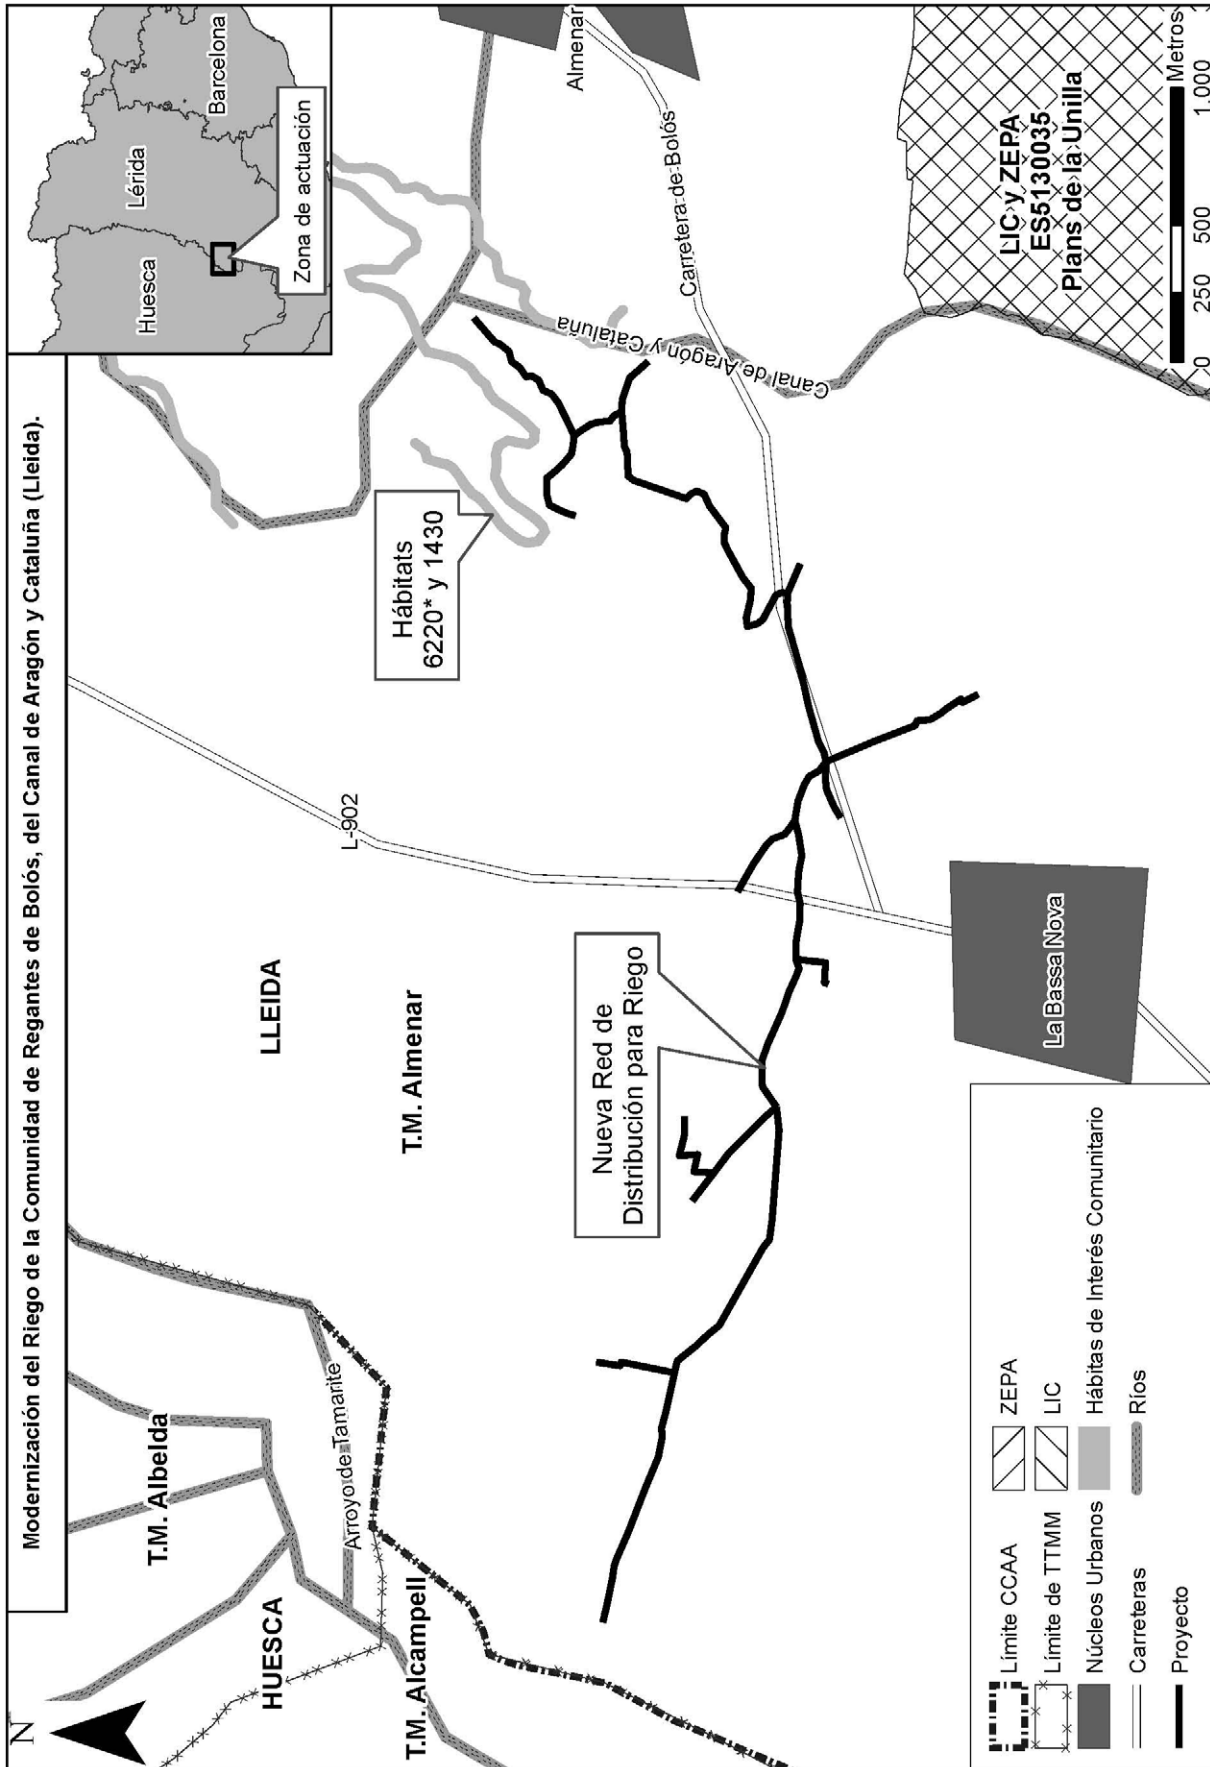 Modernización del Riego de la Comunidad de Regantes de Bolós, del Canal de Aragón y Cataluña (Lleida).
N
Huesca
Lérida
Barcelona
Zona de actuación
T.M. Albelda
HUESCA
Arroyo de Tamarite
T.M. Alcampell
LLEIDA
T.M. Almenar
L-902
Hábitats
6220* y 1430
Almenar
Canal de Aragón y Cataluña
Carretera de Bolós
Nueva Red de
Distribución para Riego
La Bassa Nova
LIC y ZEPA
ES5130035
Plans de la Unilla
0 250 500 1.000
Metros
Límite CCAA
ZEPA
Límite de TTMM
LIC
Núcleos Urbanos
Hábitas de Interés Comunitario
Carreteras
Ríos
Proyecto